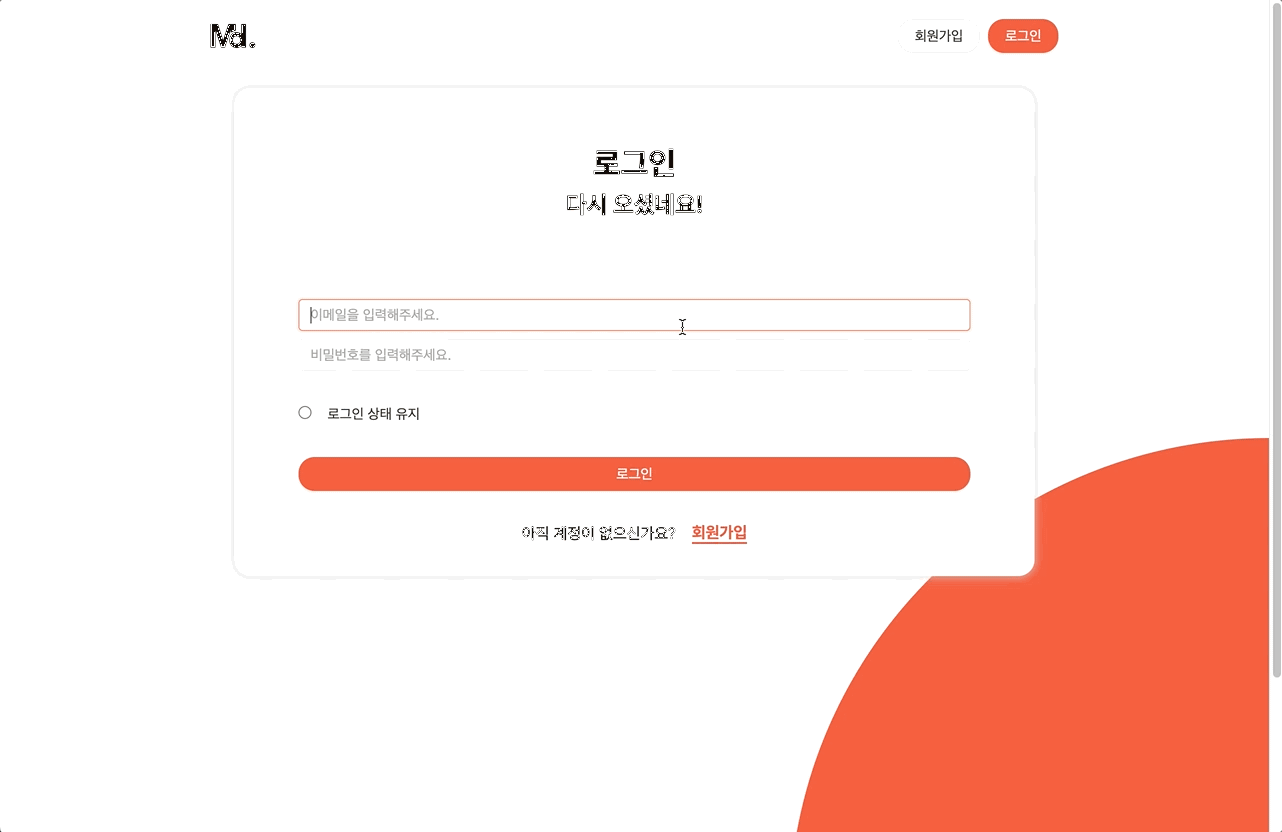 Md.
회원가입
로그인
로그인
다시 오셨네요!
이메일을 입력해주세요.
비밀번호를 입력해주세요.
로그인 상태 유지
로그인
아직 계정이 없으신가요? 회원가입